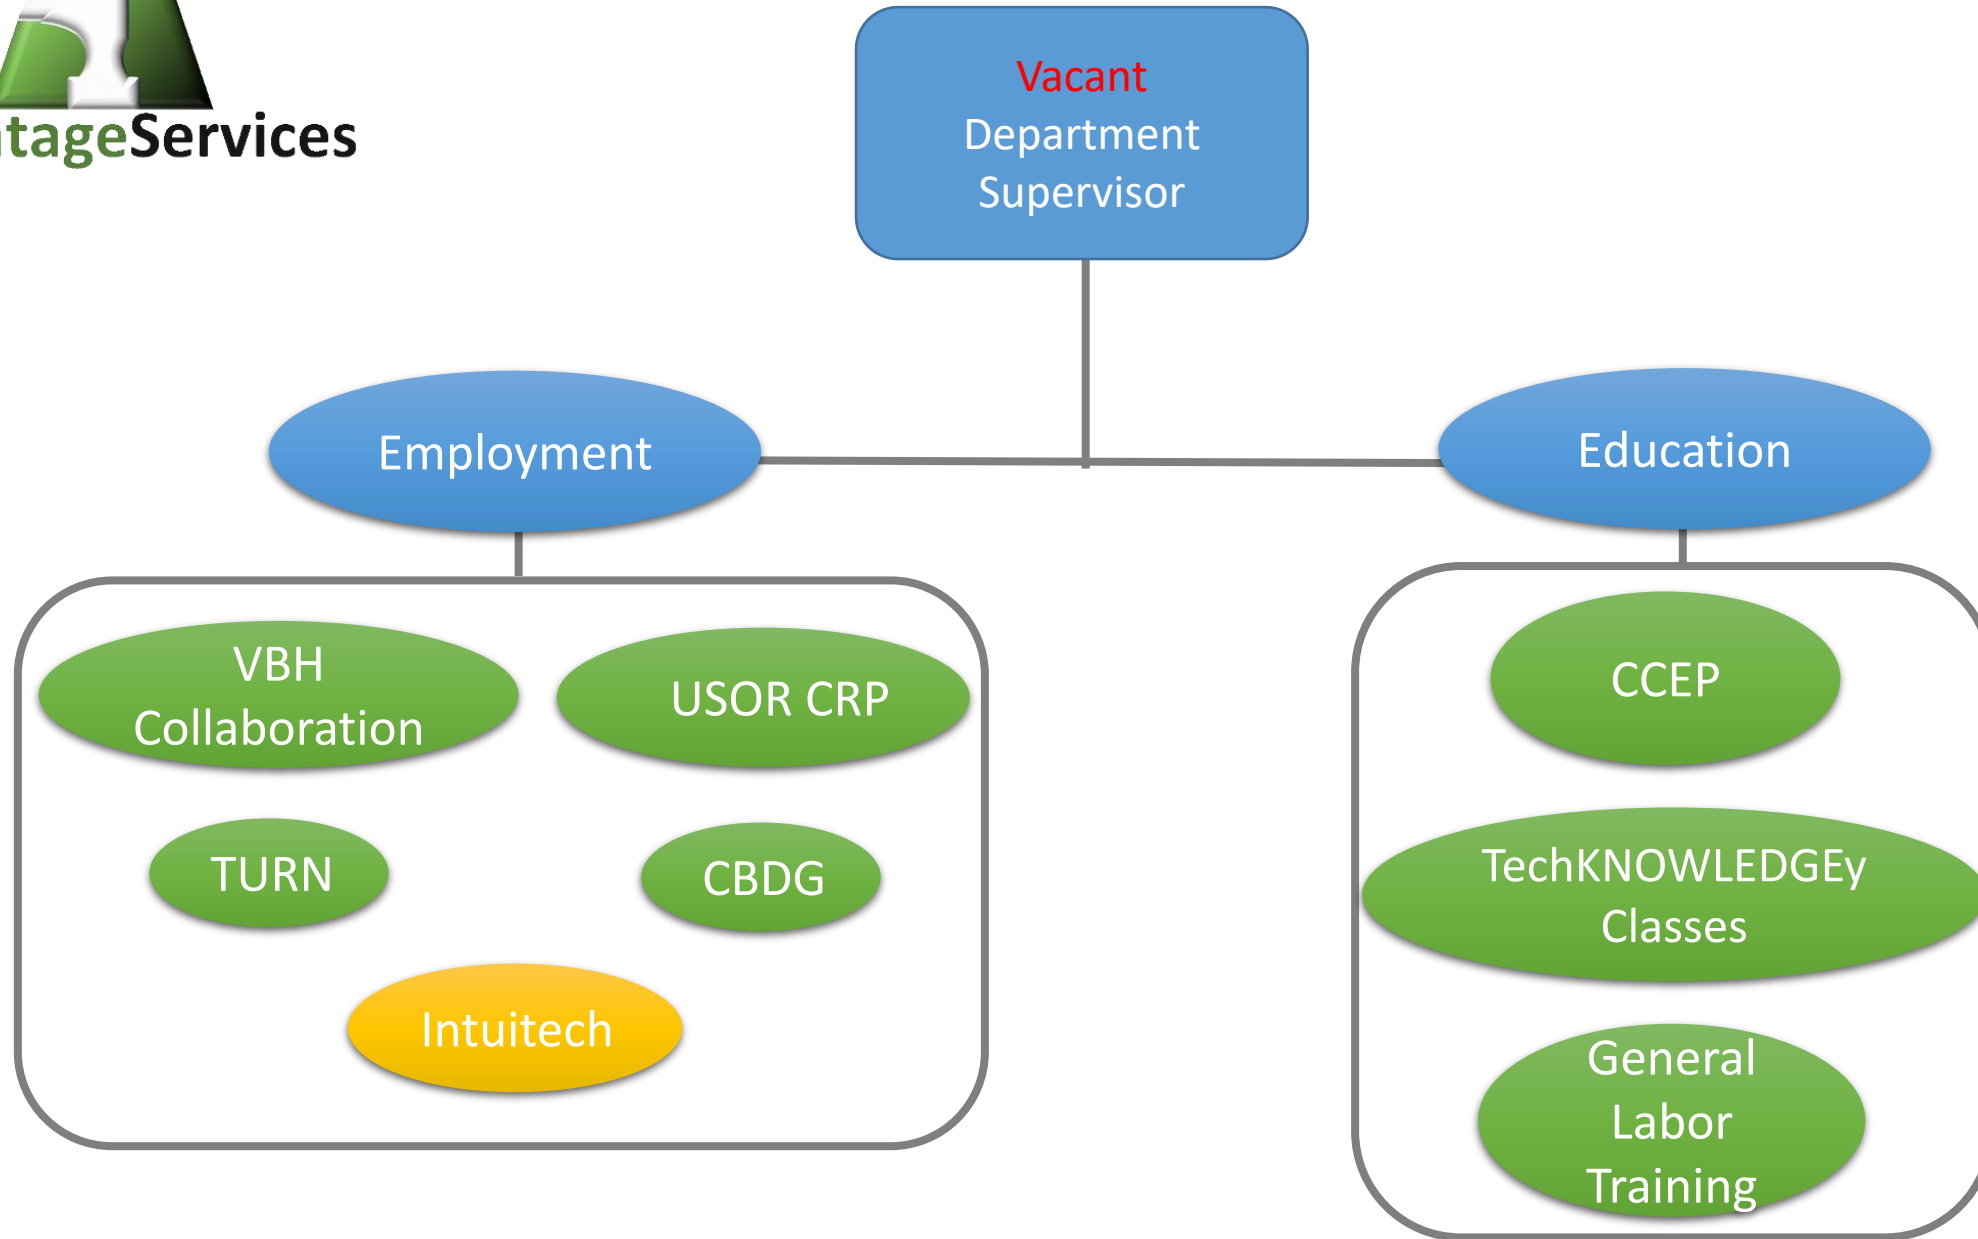 tageServices
Vacant
Department
Supervisor
Employment
Education
VBH
Collaboration
USOR CRP
TURN
CBDG
Intuitech
CCEP
TechKNOWLEDGEy
Classes
General
Labor
Training